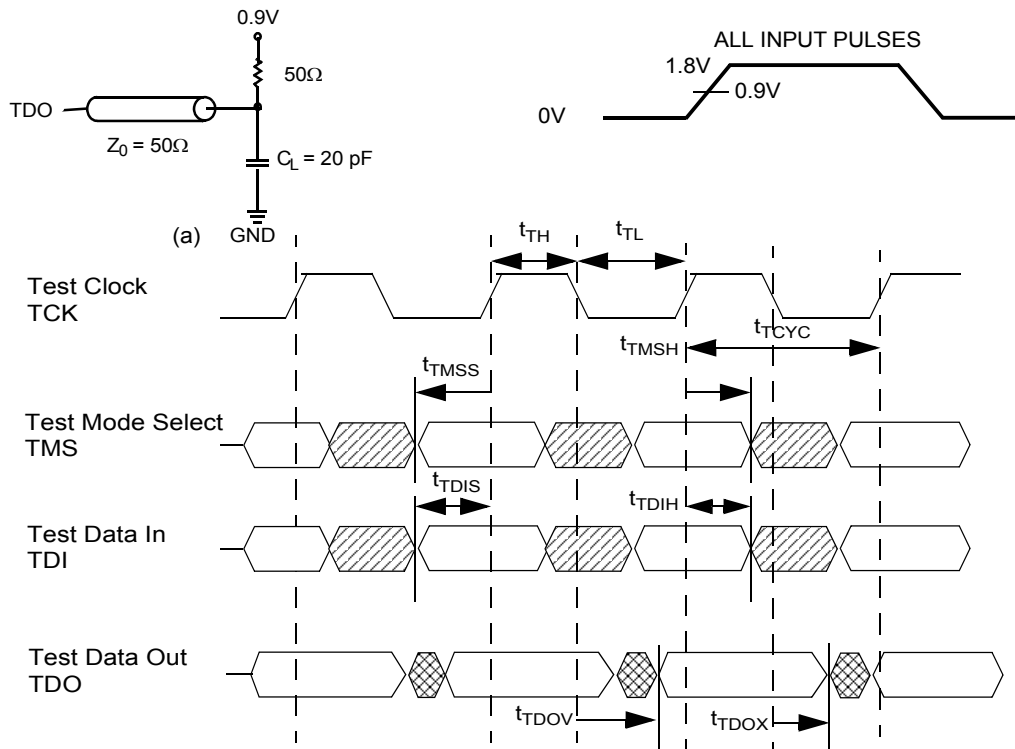 0.9V
ALL INPUT PULSES
50Ω
1.8V
0.9V
TDO
0V
Z0 = 50Ω
CL = 20 pF
(a)
GND
tTH
tTL
Test Clock
TCK
tTMSH
tTCYC
tTMSS
Test Mode Select
TMS
tTDIS
tTDIH
Test Data In
TDI
Test Data Out
TDO
tTDOV
tTDOX